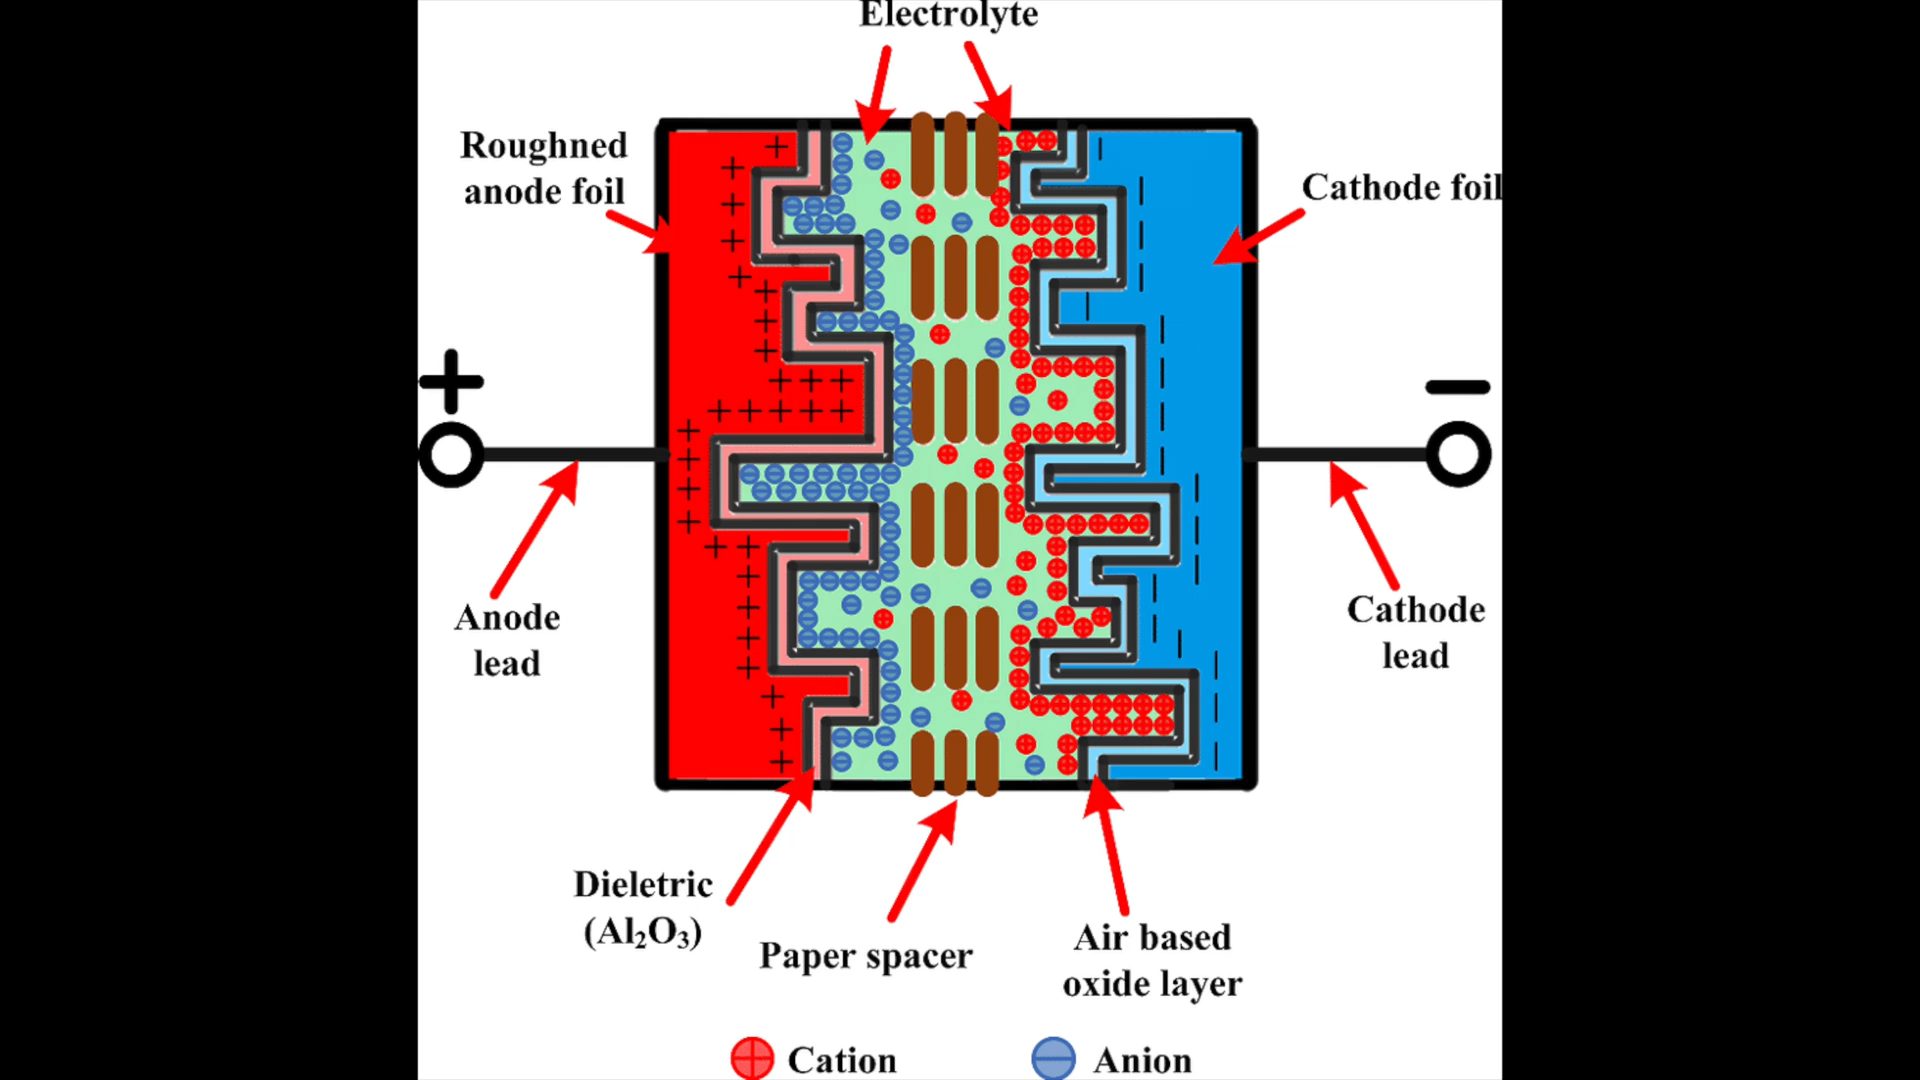 Electrolyte
Roughned
anode foil
Cathode foil
Anode
lead
Cathode
lead
Dieletric
(Al₂O₃)
Paper spacer
Air based
oxide layer
Cation
Anion